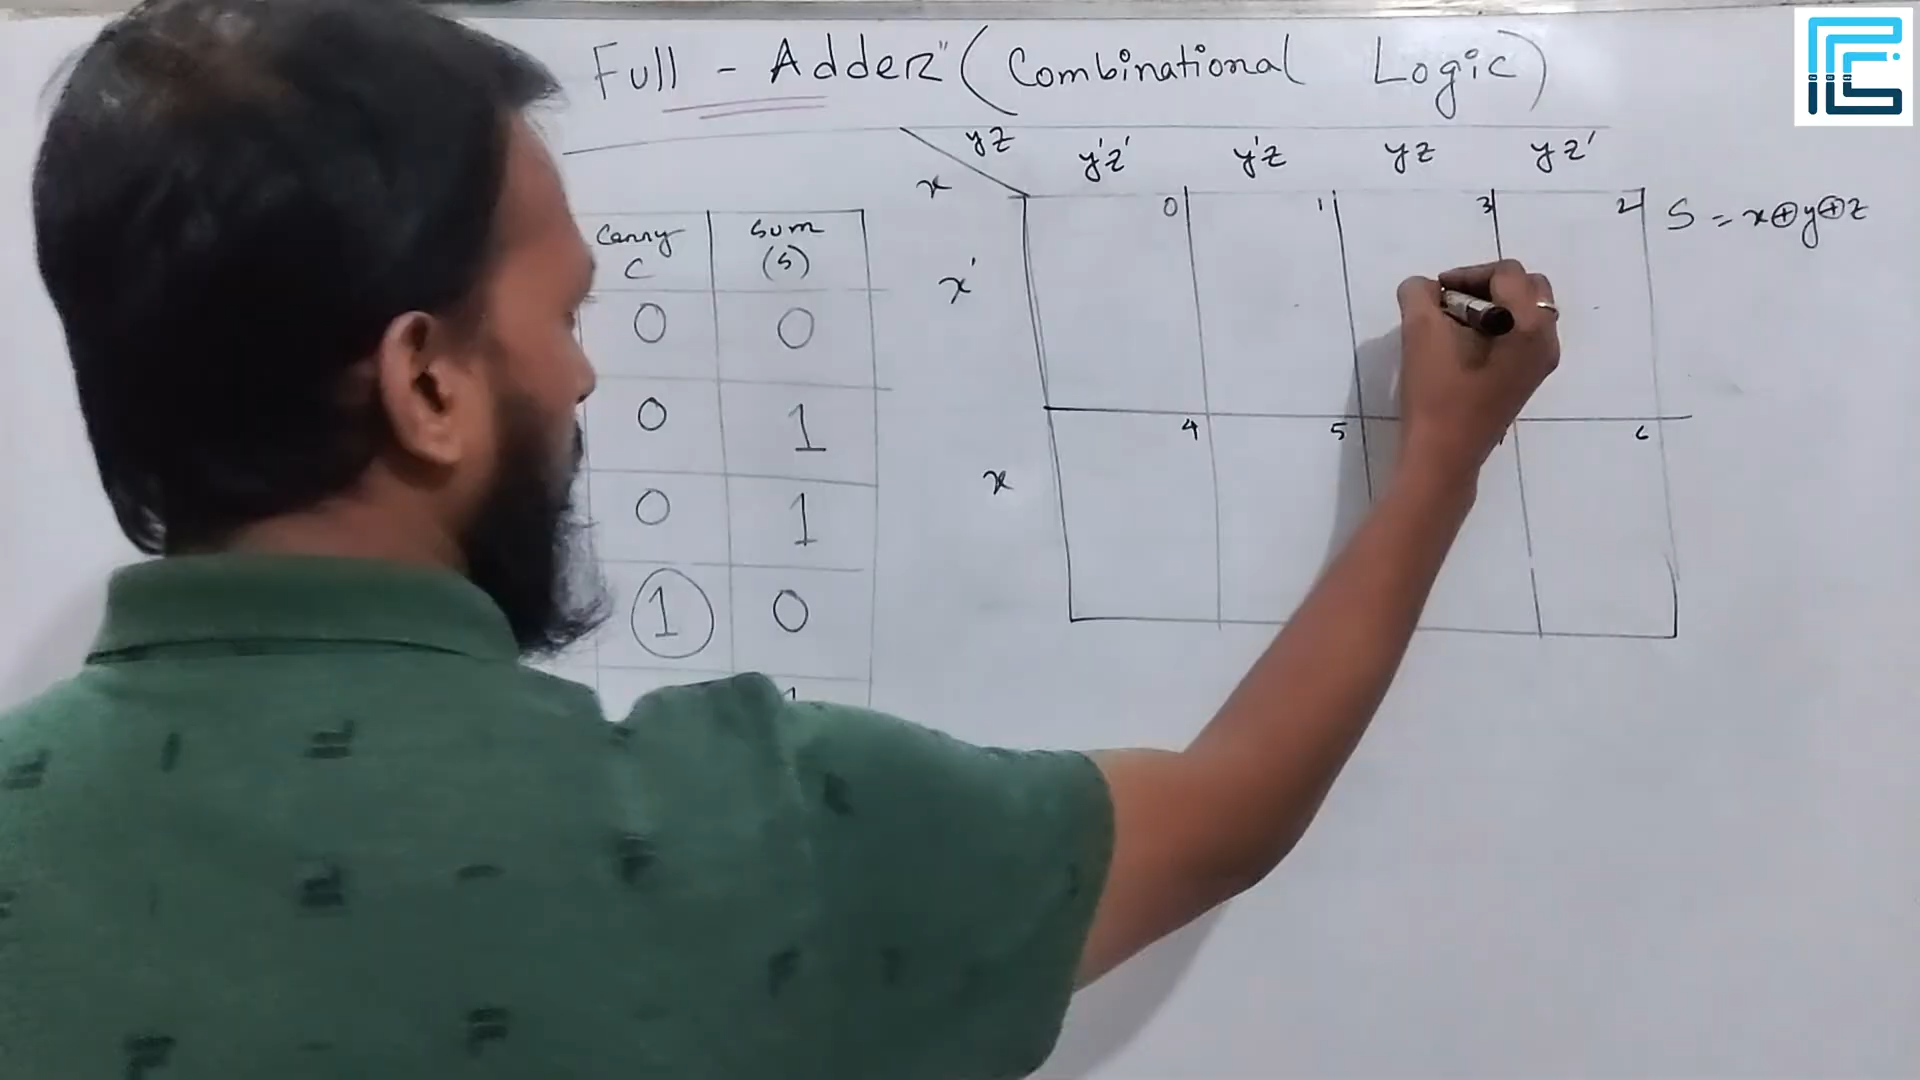 Full - Adder" (Combinational Logic)
yz
x
y'z' y'z yz yz'
0 1 3 2
S = x⊕y⊕z
x'
4 5 6
x
Carry C Sum (S)
0 0
0 1
0 1
1 0
1